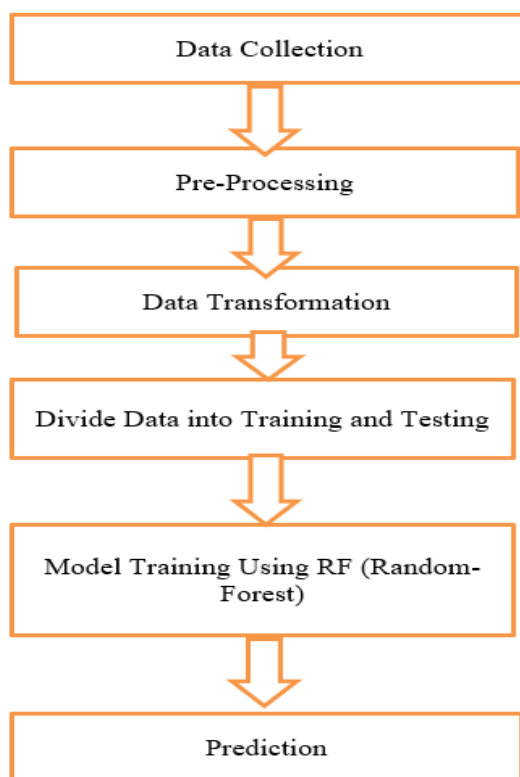 Data Collection
Pre-Processing
Data Transformation
Divide Data into Training and Testing
Model Training Using RF (Random-
Forest)
Prediction